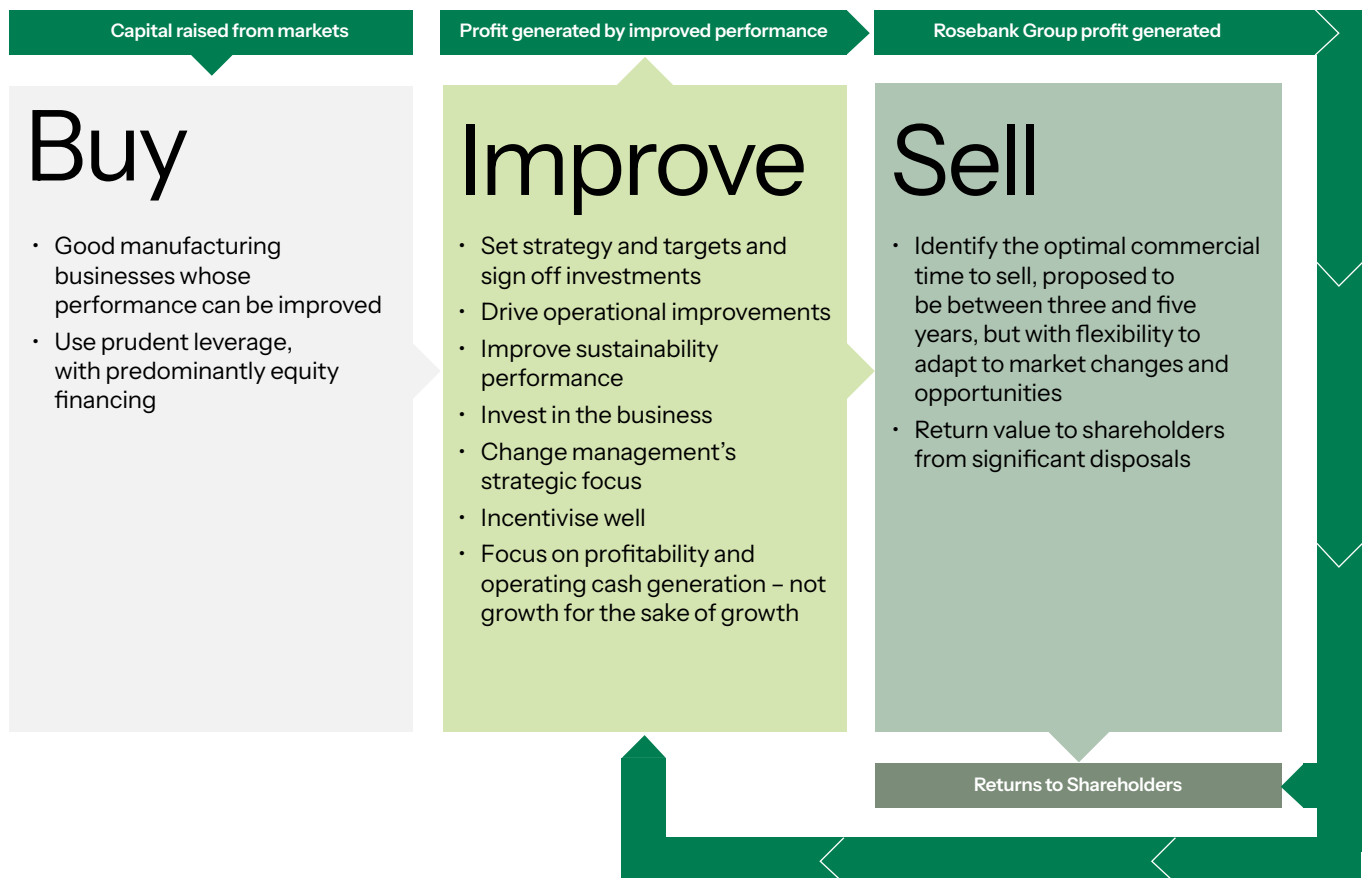 Capital raised from markets
Profit generated by improved performance
Rosebank Group profit generated
Buy
• Good manufacturing
businesses whose
performance can be improved
• Use prudent leverage,
with predominantly equity
financing
Improve
• Set strategy and targets and
sign off investments
• Drive operational improvements
• Improve sustainability
performance
• Invest in the business
• Change management’s
strategic focus
• Incentivise well
• Focus on profitability and
operating cash generation – not
growth for the sake of growth
Sell
• Identify the optimal commercial
time to sell, proposed to
be between three and five
years, but with flexibility to
adapt to market changes and
opportunities
• Return value to shareholders
from significant disposals
Returns to Shareholders